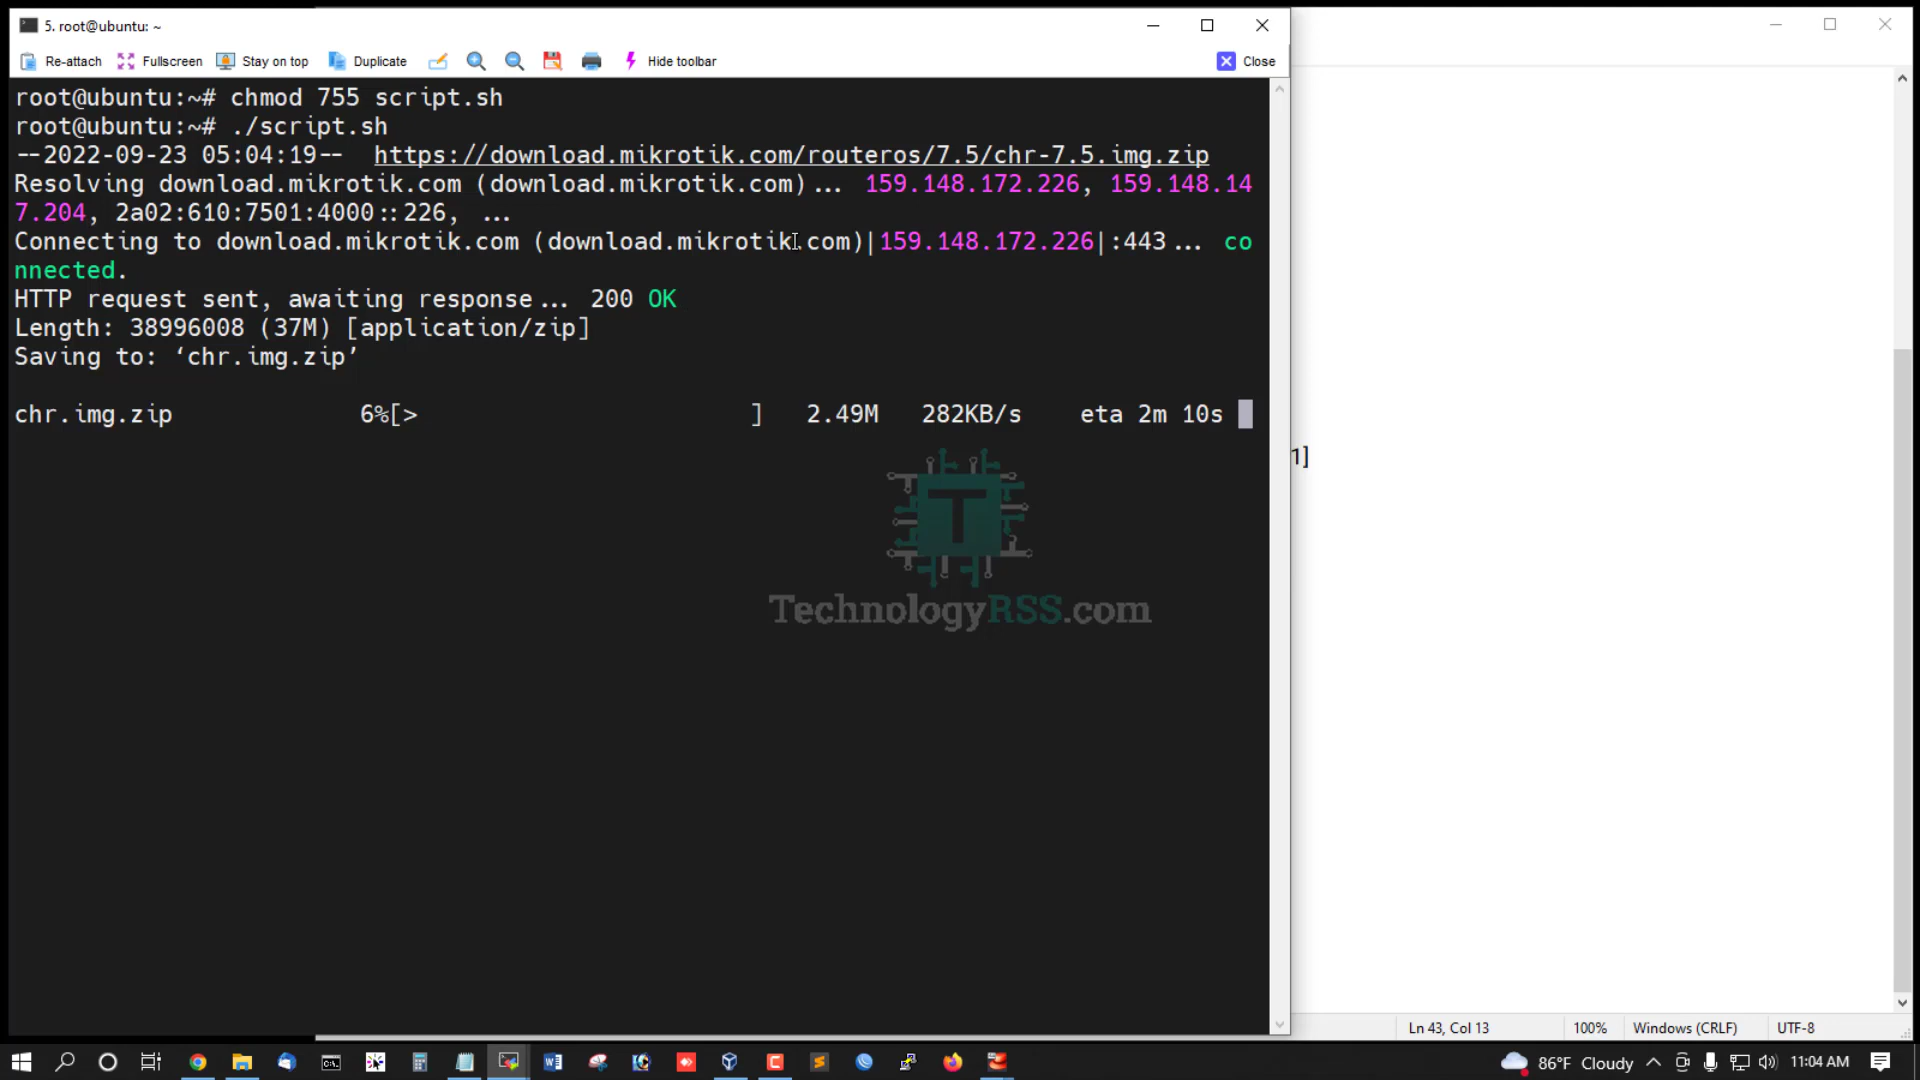 5. root@ubuntu: ~
Re-attach Fullscreen Stay on top Duplicate Hide toolbar Close
root@ubuntu:~# chmod 755 script.sh
root@ubuntu:~# ./script.sh
--2022-09-23 05:04:19--  https://download.mikrotik.com/routeros/7.5/chr-7.5.img.zip
Resolving download.mikrotik.com (download.mikrotik.com)... 159.148.172.226, 159.148.14
7.204, 2a02:610:7501:4000::226, ...
Connecting to download.mikrotik.com (download.mikrotik.com)|159.148.172.226|:443... co
nnected.
HTTP request sent, awaiting response... 200 OK
Length: 38996008 (37M) [application/zip]
Saving to: ‘chr.img.zip’
chr.img.zip 6%[> ] 2.49M 282KB/s eta 2m 10s
1]
TechnologyRSS.com
Ln 43, Col 13 100% Windows (CRLF) UTF-8
86°F Cloudy 11:04 AM